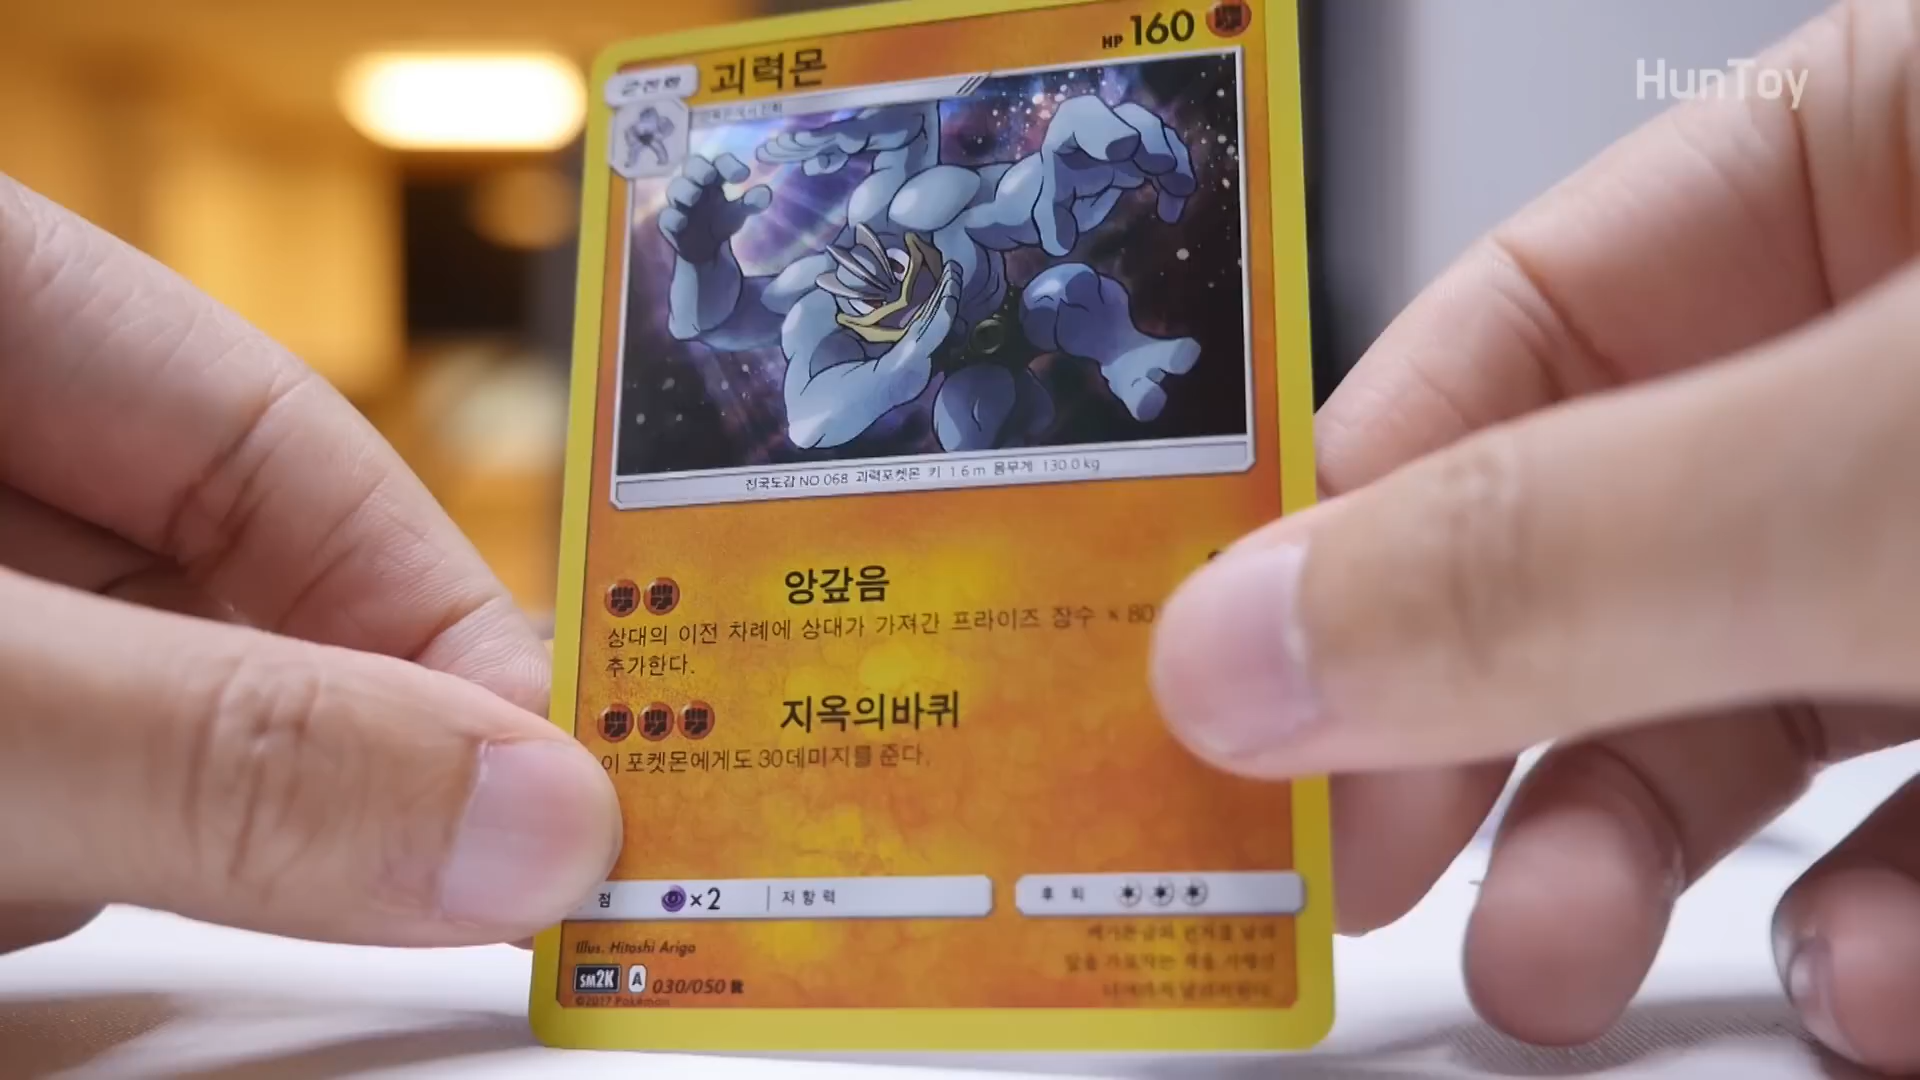 HP 160
HunToy
괴력몬
전국도감 NO.068 괴력포켓몬 키 1.6m 몸무게 130.0kg
앙갚음
상대의 이전 차례에 상대가 가져간 프라이즈 장수 × 80
추가한다.
지옥의바퀴
이 포켓몬에게도 30데미지를 준다.
점 ×2 저항력 후퇴
Illus. Hitoshi Ariga
SM2K A 030/050 R
©2017 Pokémon